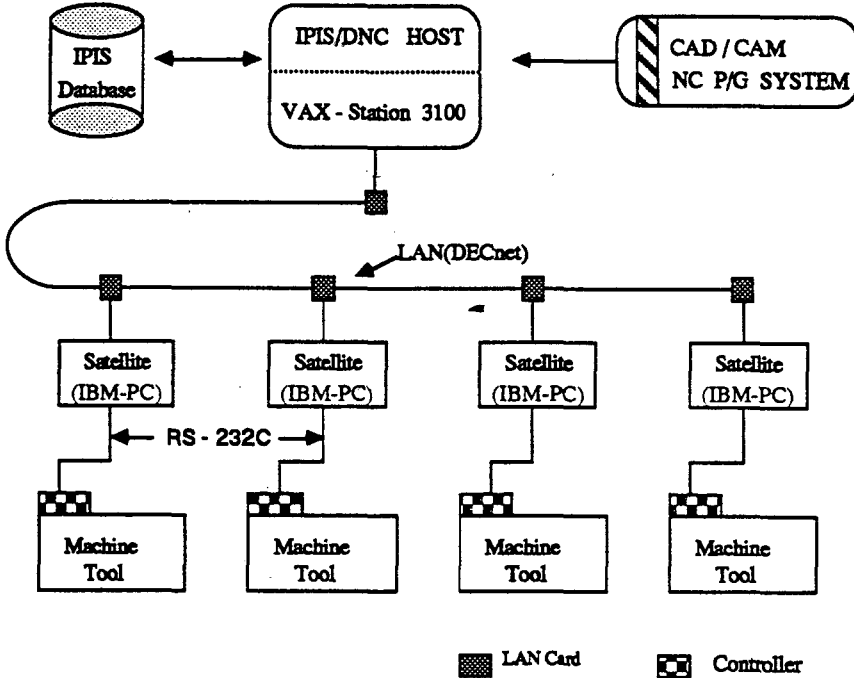 IPIS
Database
IPIS/DNC HOST
VAX - Station 3100
CAD / CAM
NC P/G SYSTEM
LAN(DECnet)
Satellite
(IBM-PC)
Satellite
(IBM-PC)
Satellite
(IBM-PC)
Satellite
(IBM-PC)
RS - 232C
Machine
Tool
Machine
Tool
Machine
Tool
Machine
Tool
LAN Card
Controller